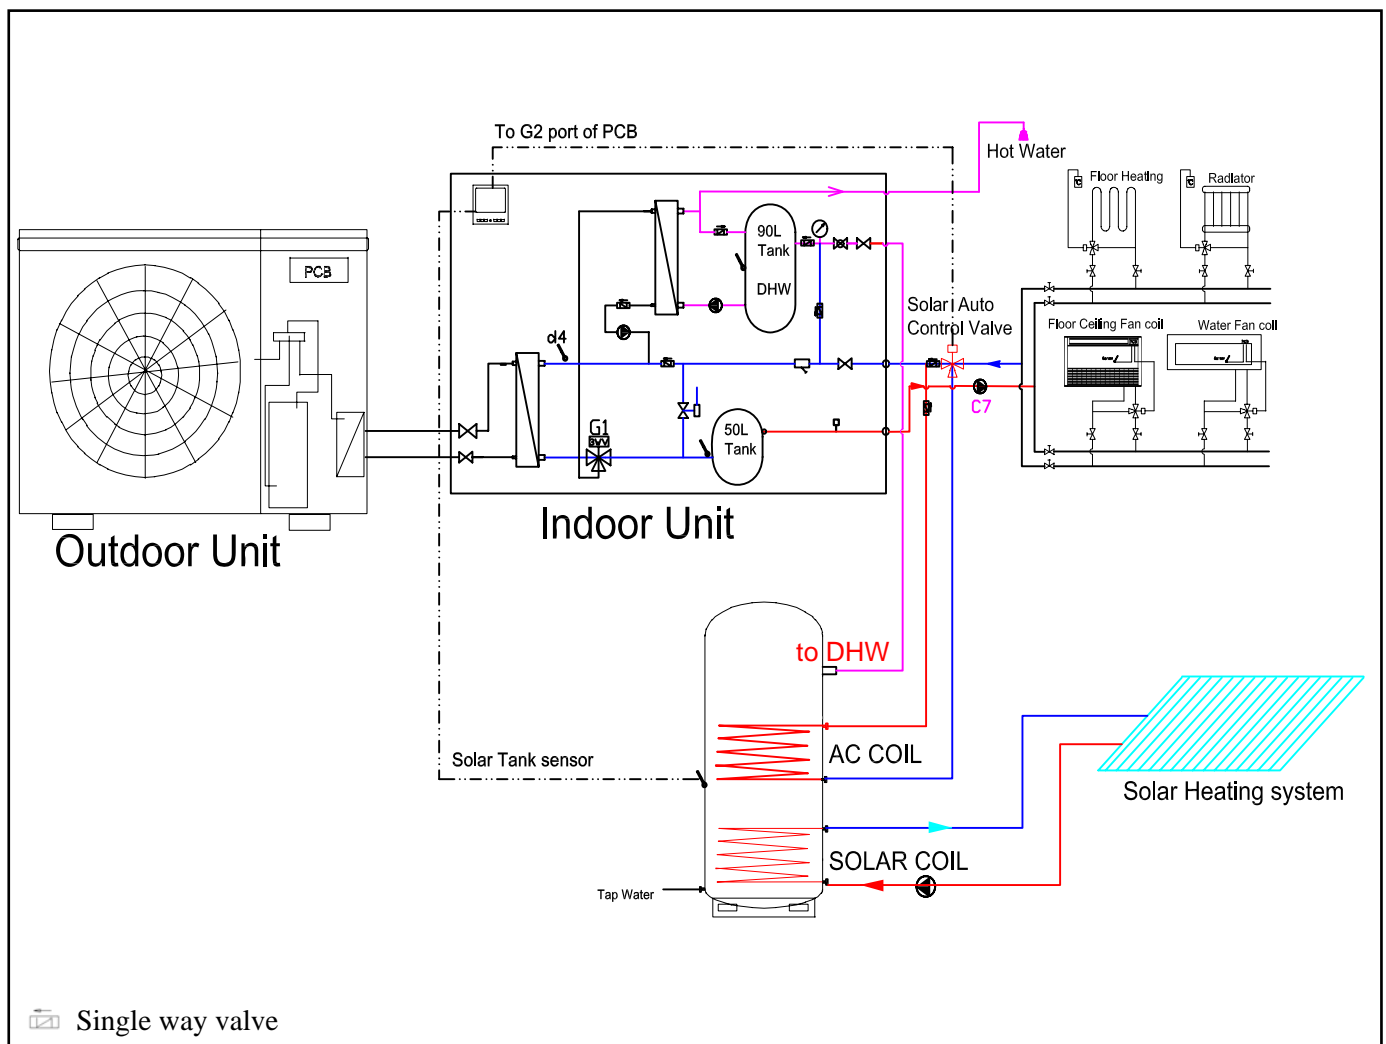 To G2 port of PCB
Hot Water
Floor Heating
Radiator
PCB
90L
Tank
DHW
Solar Auto
Control Valve
Floor Ceiling Fan coil
Water Fan coil
d4
C7
G1
50L
Tank
Outdoor Unit
Indoor Unit
to DHW
Solar Tank sensor
AC COIL
Solar Heating system
SOLAR COIL
Tap Water
Single way valve